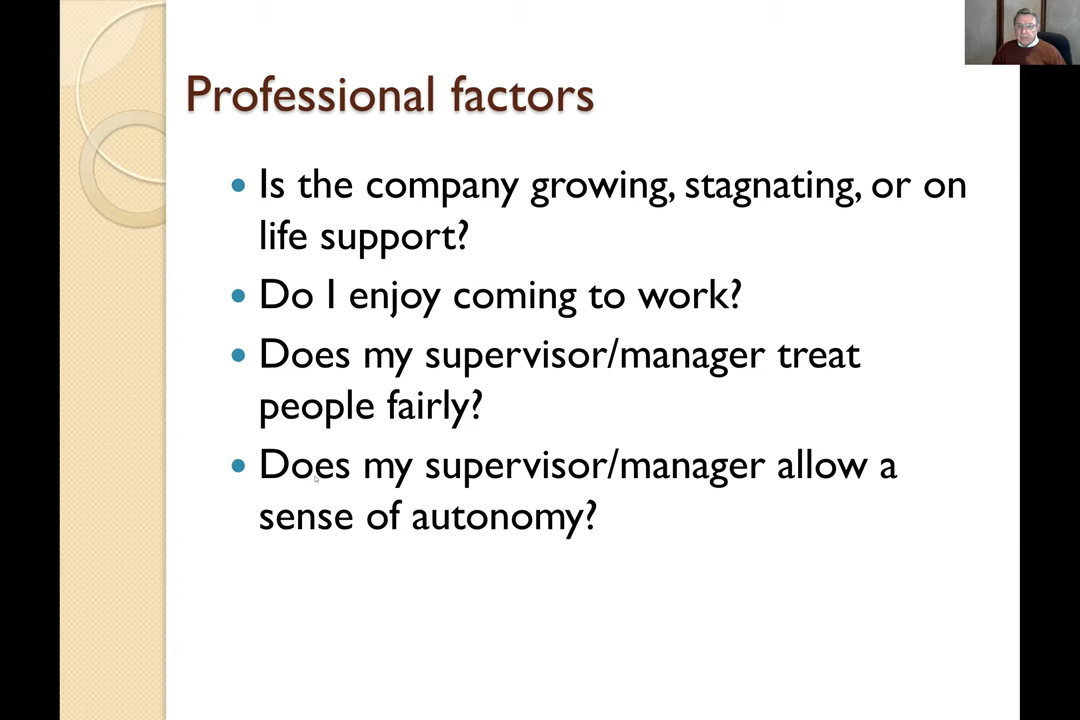 Professional factors
Is the company growing, stagnating, or on
life support?
Do I enjoy coming to work?
Does my supervisor/manager treat
people fairly?
Does my supervisor/manager allow a
sense of autonomy?